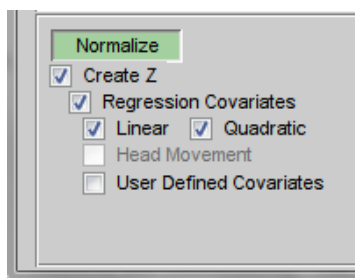 Normalize
Create Z
Regression Covariates
Linear Quadratic
Head Movement
User Defined Covariates